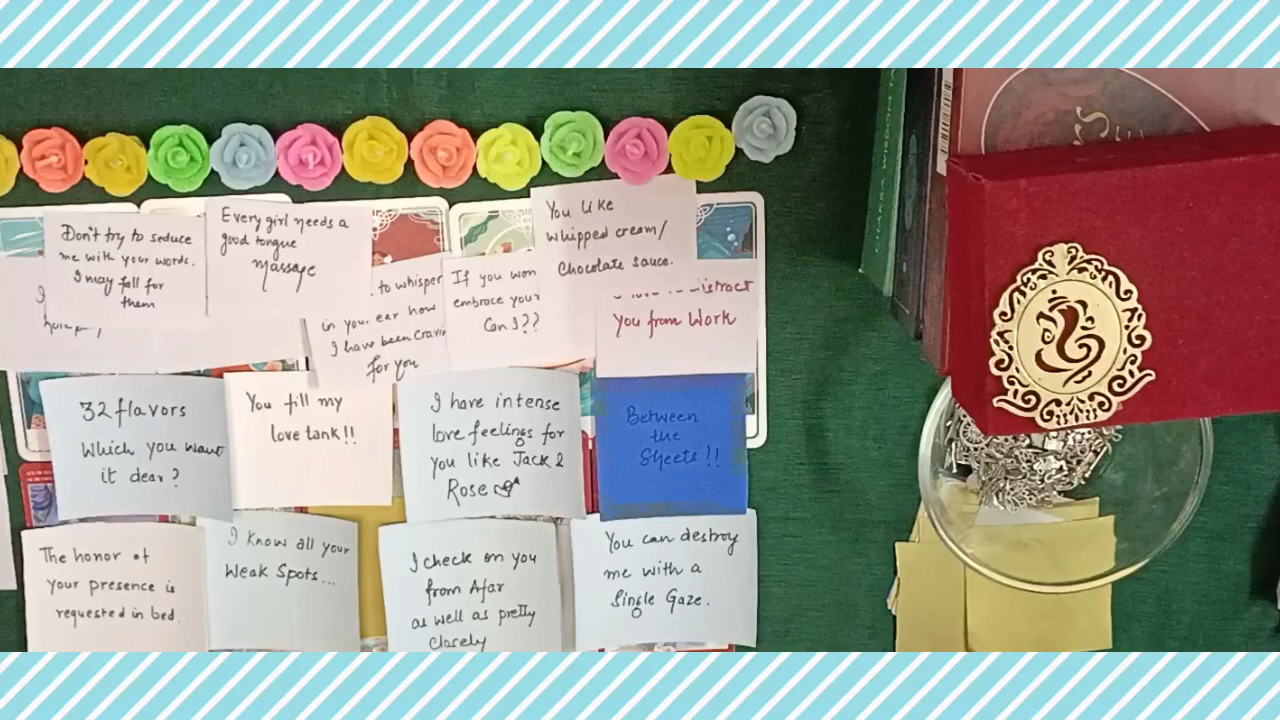 Don't try to seduce
me with your words.
I may fall for
them
Every girl needs a
good tongue
massage
You like
whipped cream/
Chocolate sauce.
to whisper
in your ear how
I have been
for you
If you
embrace your
Can I??
I love to Distract
You from Work
32 flavors
Which you want
it dear?
You fill my
love tank!!
I have intense
love feelings for
you like Jack &
Rose
Between
the
Sheets!!
The honor of
your presence is
requested in bed.
I know all your
Weak Spots...
I check on you
from Afar
as well as pretty
closely
You can destroy
me with a
Single Gaze.